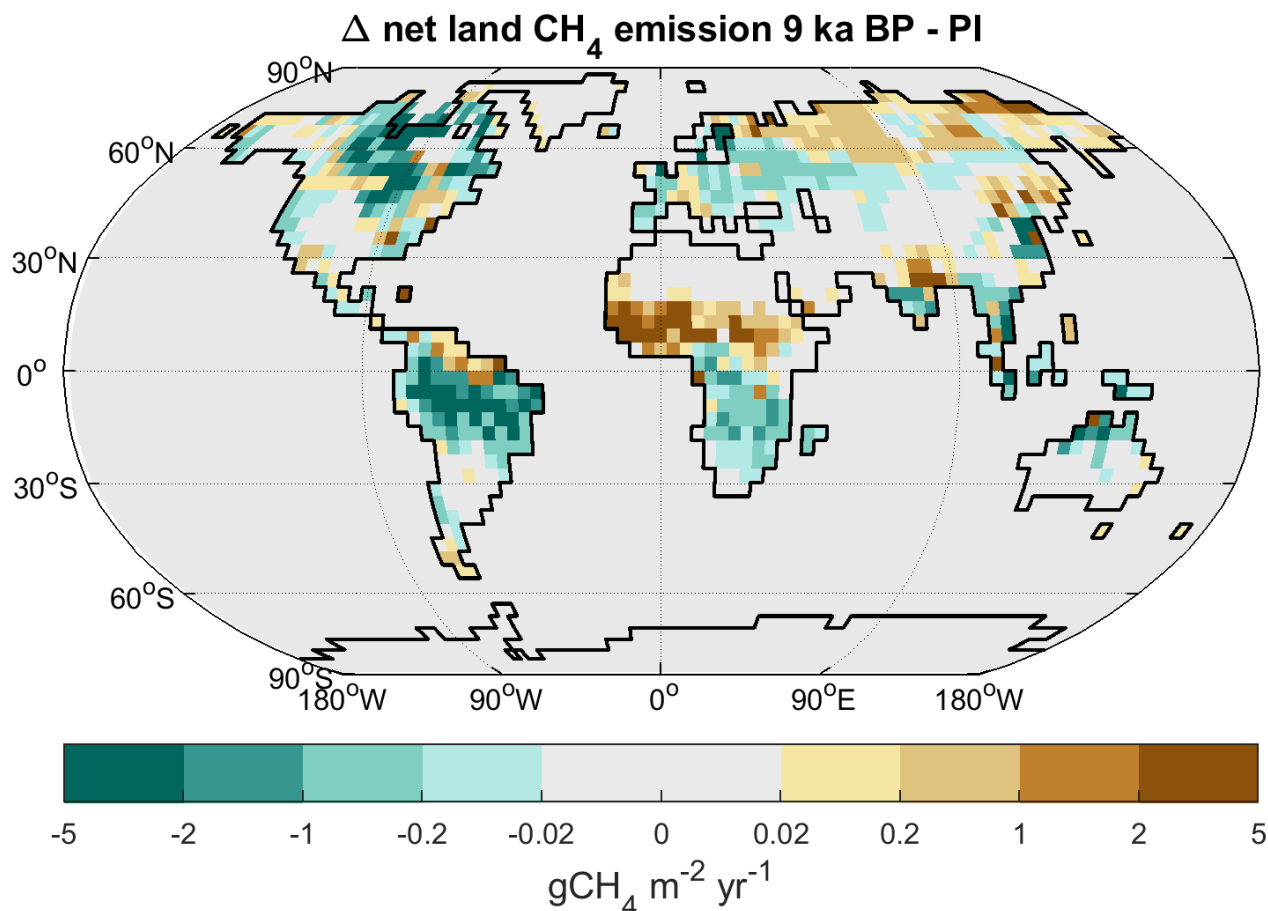 Δ net land CH₄ emission 9 ka BP - PI
90°N
60°N
30°N
0°
30°S
60°S
90°S
180°W 90°W 0° 90°E 180°W
-5 -2 -1 -0.2 -0.02 0 0.02 0.2 1 2 5
gCH₄ m⁻² yr⁻¹